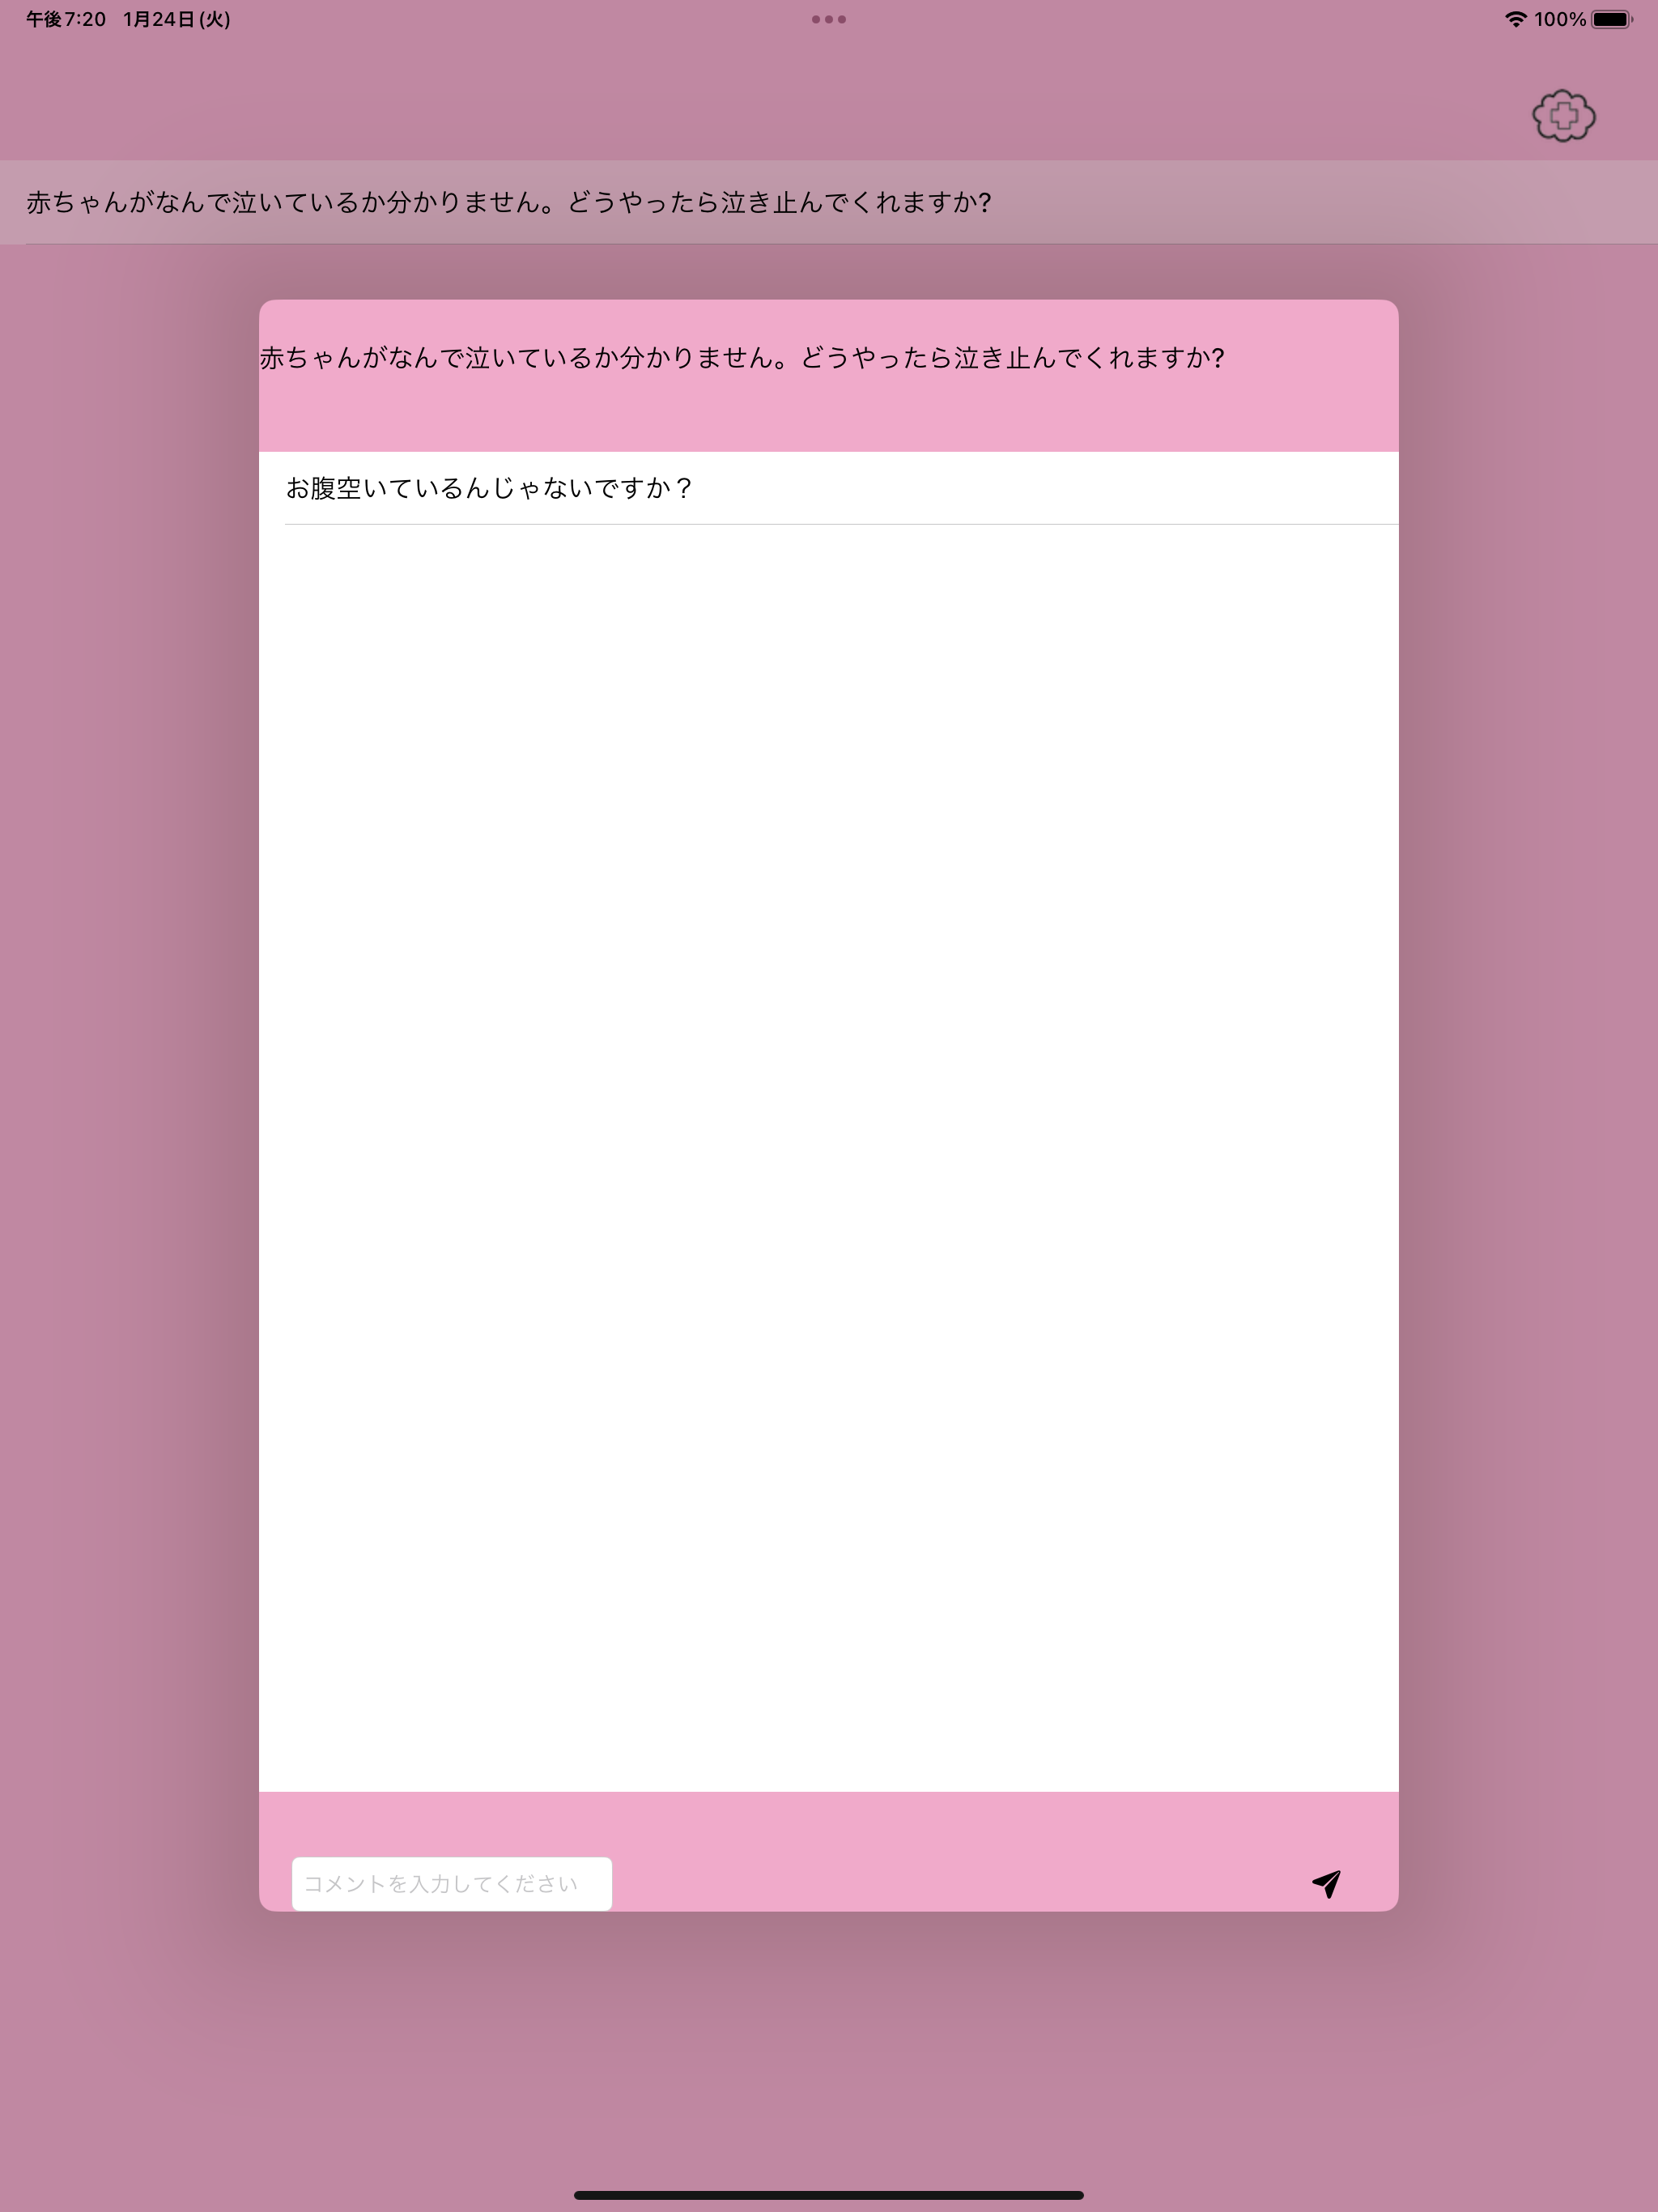 午後7:20 1月24日(火) 100%
赤ちゃんがなんで泣いているか分かりません。どうやったら泣き止んでくれますか?
赤ちゃんがなんで泣いているか分かりません。どうやったら泣き止んでくれますか?
お腹空いているんじゃないですか？
コメントを入力してください